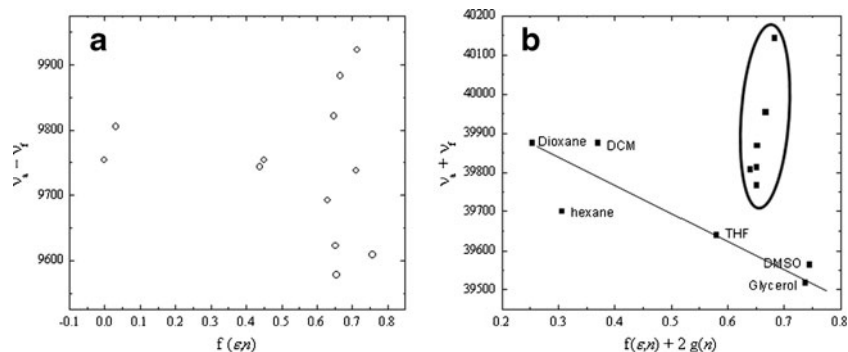 a
9900
9800
9700
9600
νa − νf
-0.1 0.0 0.1 0.2 0.3 0.4 0.5 0.6 0.7 0.8
f (ε,n)
b
40200
40100
40000
39900
39800
39700
39600
39500
νa + νf
Dioxane
DCM
hexane
THF
DMSO
Glycerol
0.2 0.3 0.4 0.5 0.6 0.7 0.8
f(ε,n) + 2 g(n)